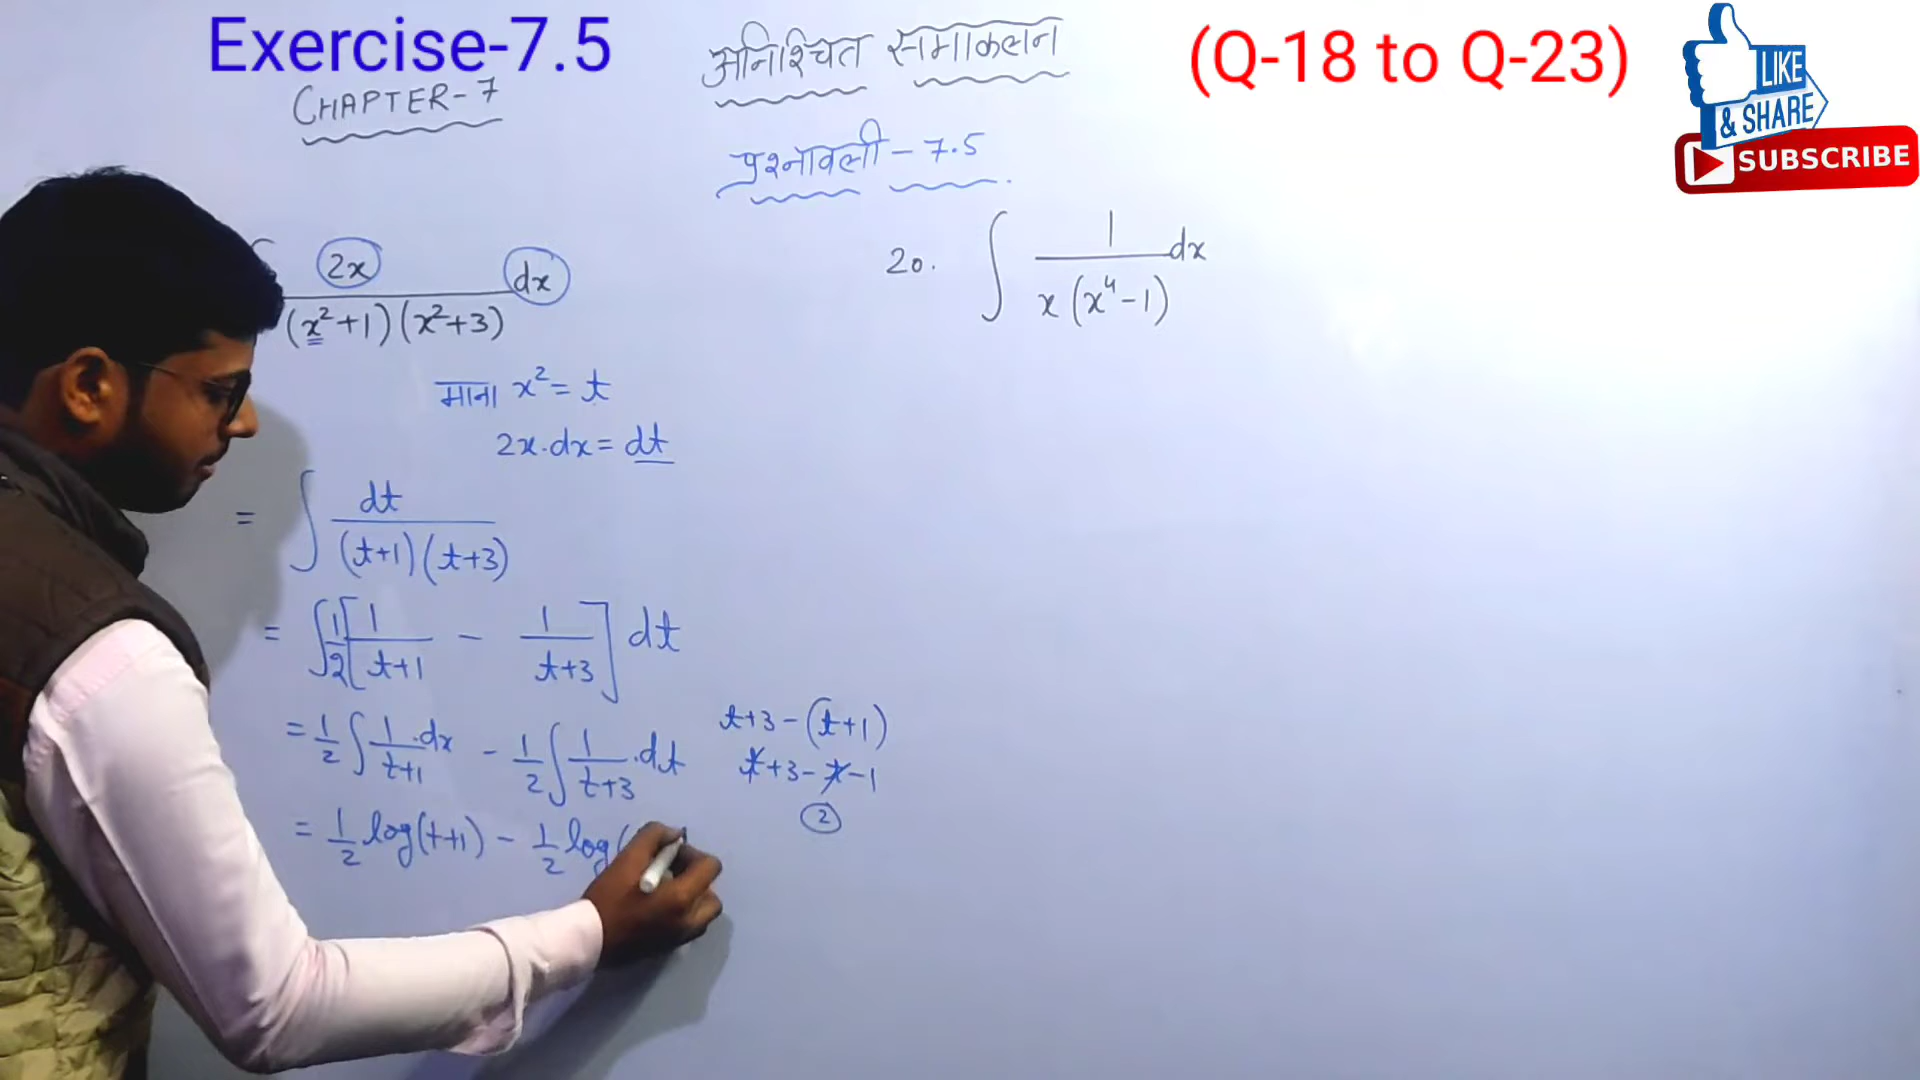 Exercise-7.5
अनिश्चित समाकलन
(Q-18 to Q-23)
LIKE
& SHARE
SUBSCRIBE
CHAPTER-7
प्रश्नावली-7.5
2x dx
(x²+1)(x²+3)
माना x² = t
2x.dx = dt
= ∫ dt
(t+1)(t+3)
= ∫ 1/2 [ 1/(t+1) - 1/(t+3) ] dt
= 1/2 ∫ 1/(t+1) .dx - 1/2 ∫ 1/(t+3) .dt
= 1/2 log(t+1) - 1/2 log(
t+3-(t+1)
t+3-t-1
2
20. ∫ 1/(x(x⁴-1)) dx